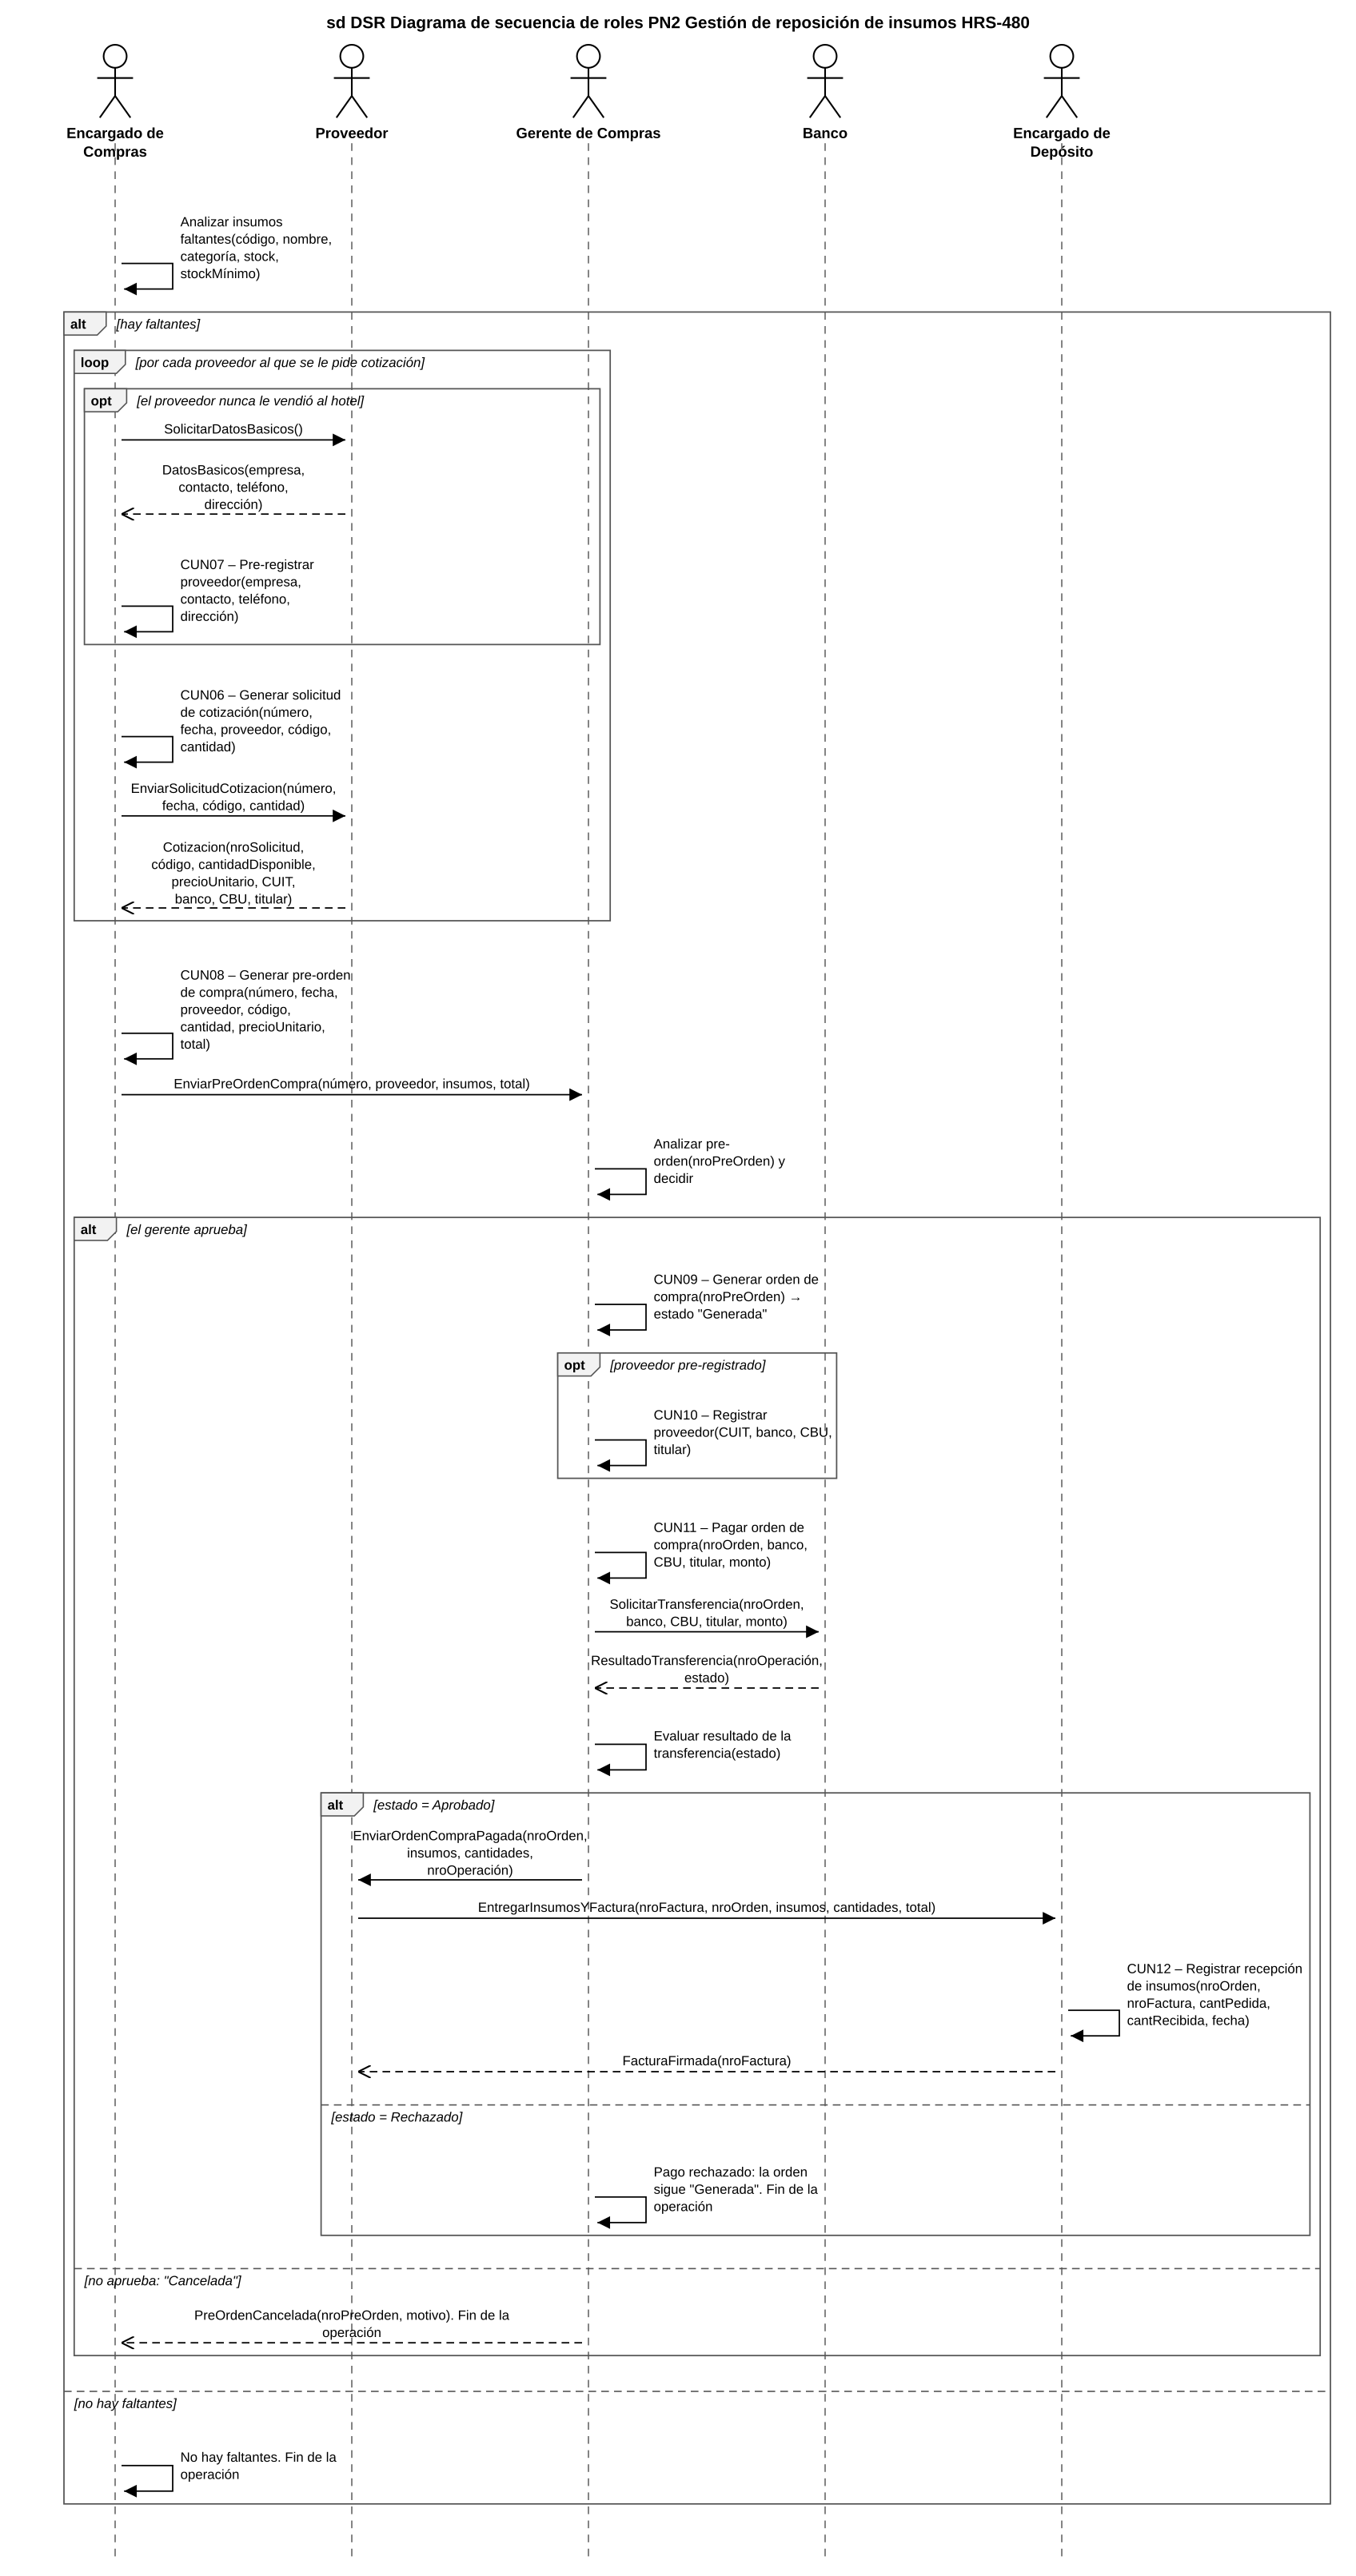 sd DSR Diagrama de secuencia de roles PN2 Gestión de reposición de insumos HRS-480
Encargado de
Compras
Proveedor
Gerente de Compras
Banco
Encargado de
Depósito
Analizar insumos
faltantes(código, nombre,
categoría, stock,
stockMínimo)
alt
[hay faltantes]
loop
[por cada proveedor al que se le pide cotización]
opt
[el proveedor nunca le vendió al hotel]
SolicitarDatosBasicos()
DatosBasicos(empresa,
contacto, teléfono,
dirección)
CUN07 – Pre-registrar
proveedor(empresa,
contacto, teléfono,
dirección)
CUN06 – Generar solicitud
de cotización(número,
fecha, proveedor, código,
cantidad)
EnviarSolicitudCotizacion(número,
fecha, código, cantidad)
Cotizacion(nroSolicitud,
código, cantidadDisponible,
precioUnitario, CUIT,
banco, CBU, titular)
CUN08 – Generar pre-orden
de compra(número, fecha,
proveedor, código,
cantidad, precioUnitario,
total)
EnviarPreOrdenCompra(número, proveedor, insumos, total)
Analizar pre-
orden(nroPreOrden) y
decidir
alt
[el gerente aprueba]
CUN09 – Generar orden de
compra(nroPreOrden) →
estado "Generada"
opt
[proveedor pre-registrado]
CUN10 – Registrar
proveedor(CUIT, banco, CBU,
titular)
CUN11 – Pagar orden de
compra(nroOrden, banco,
CBU, titular, monto)
SolicitarTransferencia(nroOrden,
banco, CBU, titular, monto)
ResultadoTransferencia(nroOperación,
estado)
Evaluar resultado de la
transferencia(estado)
alt
[estado = Aprobado]
EnviarOrdenCompraPagada(nroOrden,
insumos, cantidades,
nroOperación)
EntregarInsumosYFactura(nroFactura, nroOrden, insumos, cantidades, total)
CUN12 – Registrar recepción
de insumos(nroOrden,
nroFactura, cantPedida,
cantRecibida, fecha)
FacturaFirmada(nroFactura)
[estado = Rechazado]
Pago rechazado: la orden
sigue "Generada". Fin de la
operación
[no aprueba: "Cancelada"]
PreOrdenCancelada(nroPreOrden, motivo). Fin de la
operación
[no hay faltantes]
No hay faltantes. Fin de la
operación